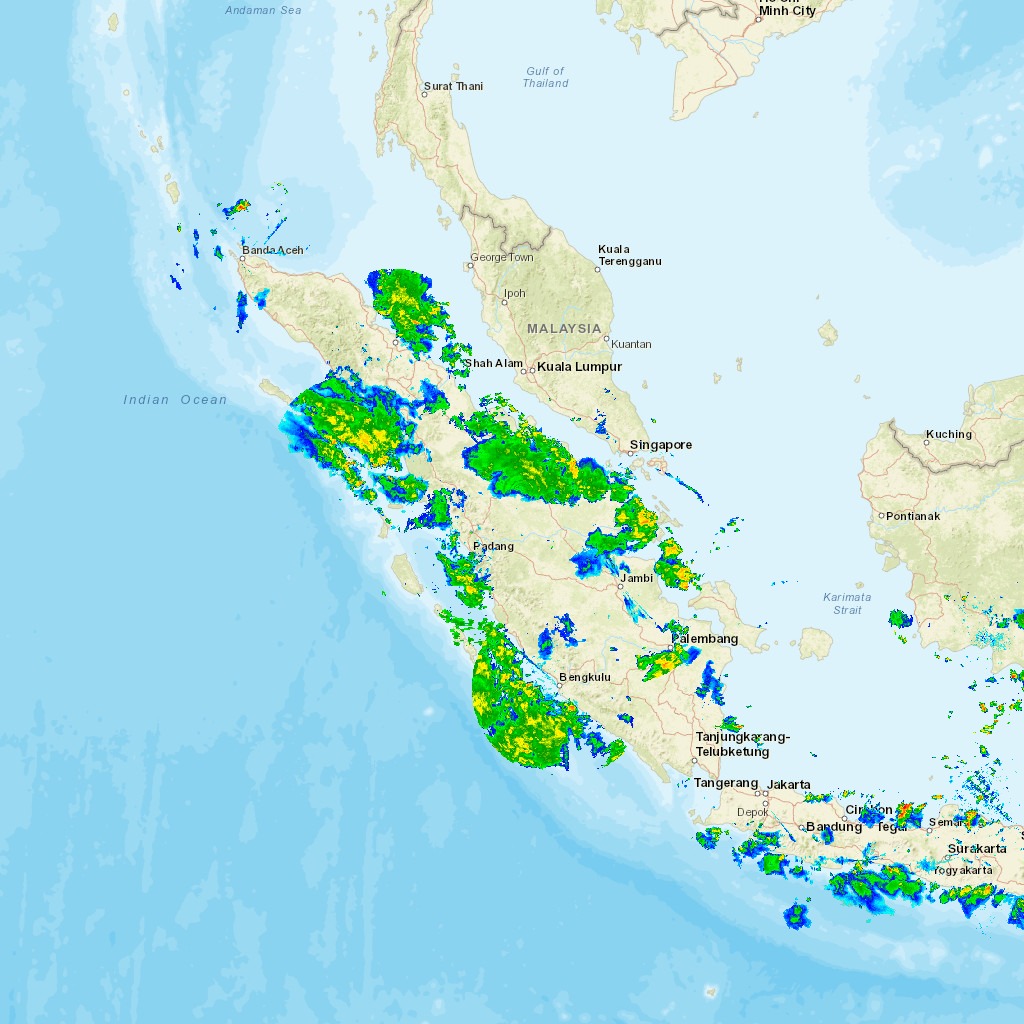 Andaman Sea
Minh City
Gulf of
Thailand
Surat Thani
Banda Aceh
George Town
Kuala
Terengganu
Ipoh
MALAYSIA
Kuantan
Shah Alam
Kuala Lumpur
Indian Ocean
Singapore
Kuching
Pontianak
Padang
Jambi
Karimata
Strait
Palembang
Bengkulu
Tanjungkarang-
Telubketung
Tangerang
Jakarta
Depok
Bandung
Surakarta
Yogyakarta